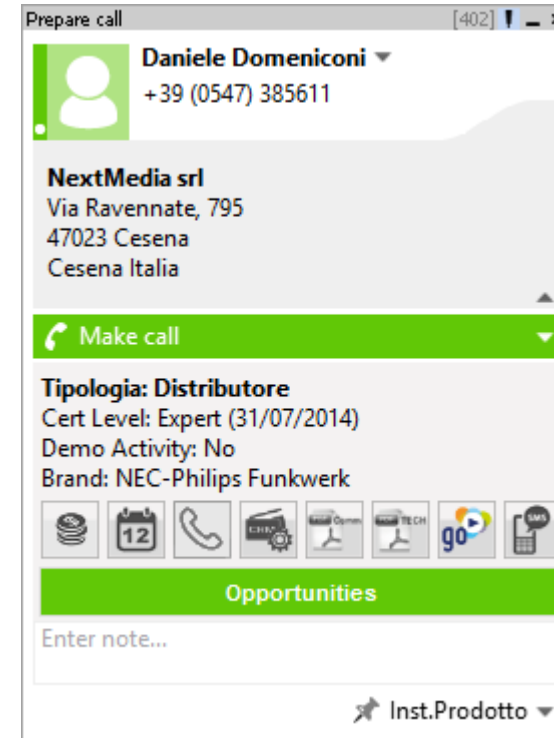 Prepare call [402]
Daniele Domeniconi
+39 (0547) 385611
NextMedia srl
Via Ravennate, 795
47023 Cesena
Cesena Italia
Make call
Tipologia: Distributore
Cert Level: Expert (31/07/2014)
Demo Activity: No
Brand: NEC-Philips Funkwerk
12 CRM Comm TECH go SMS
Opportunities
Enter note...
Inst.Prodotto